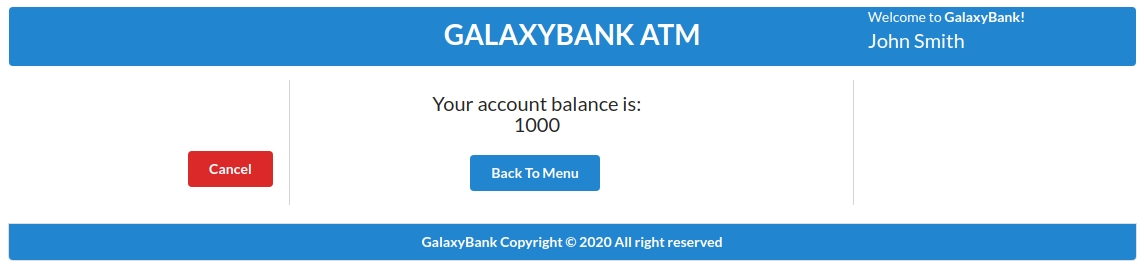 GALAXYBANK ATM
Welcome to GalaxyBank!
John Smith
Your account balance is:
1000
Cancel
Back To Menu
GalaxyBank Copyright © 2020 All right reserved